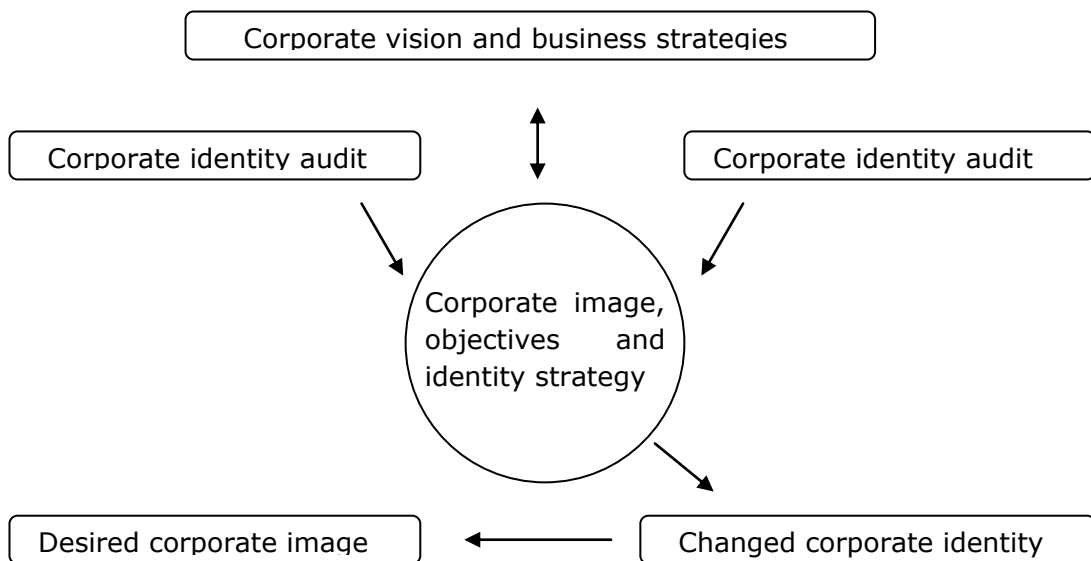 Corporate vision and business strategies
Corporate identity audit
Corporate identity audit
Corporate image,
objectives and
identity strategy
Desired corporate image
Changed corporate identity